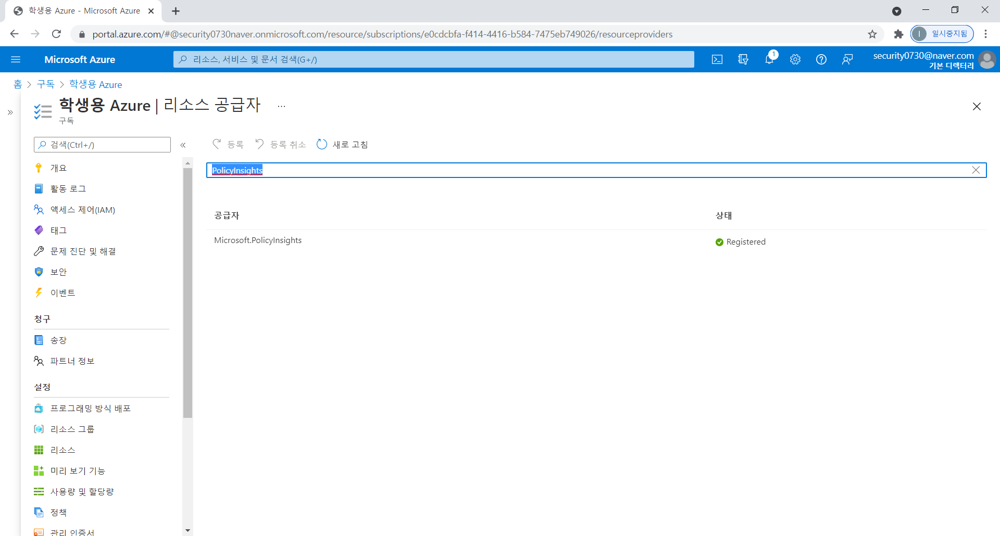 학생용 Azure - Microsoft Azure
portal.azure.com/#@security0730naver.onmicrosoft.com/resource/subscriptions/e0cdcbfa-f414-4416-b584-7475eb749026/resourceproviders
I 일시중지됨
Microsoft Azure
리소스, 서비스 및 문서 검색(G+/)
1
security0730@naver.com
기본 디렉터리
홈 > 구독 > 학생용 Azure
»
학생용 Azure | 리소스 공급자 ...
구독
검색(Ctrl+/)
«
등록
등록 취소
새로 고침
PolicyInsights
개요
활동 로그
액세스 제어(IAM)
태그
문제 진단 및 해결
보안
이벤트
청구
송장
파트너 정보
설정
프로그래밍 방식 배포
리소스 그룹
리소스
미리 보기 기능
사용량 및 할당량
정책
관리 인증서
공급자 상태
Microsoft.PolicyInsights Registered